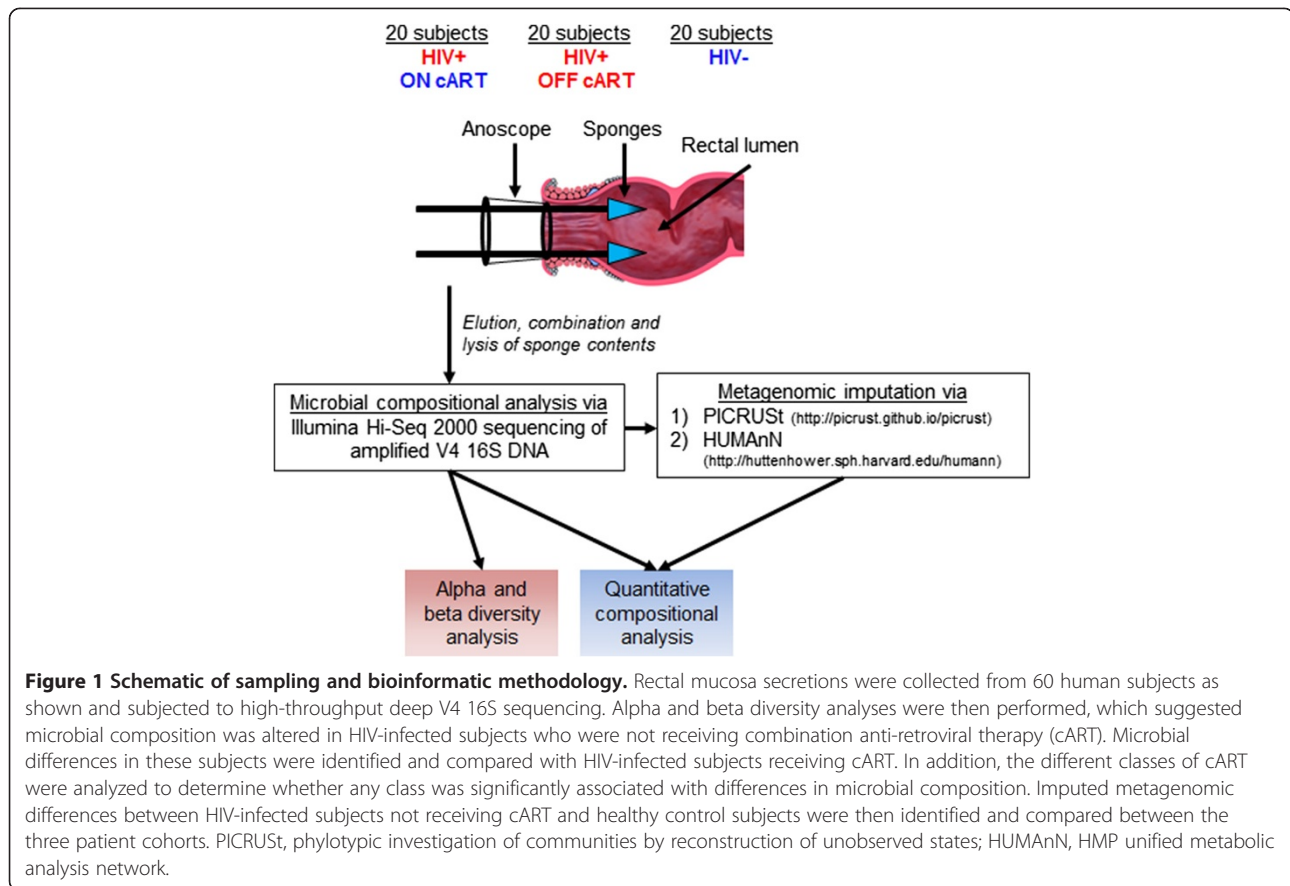 20 subjects 20 subjects 20 subjects
HIV+ HIV+ HIV-
ON cART OFF cART
Anoscope Sponges
Rectal lumen
Elution, combination and
lysis of sponge contents
Microbial compositional analysis via
Illumina Hi-Seq 2000 sequencing of
amplified V4 16S DNA
Metagenomic imputation via
1) PICRUSt (http://picrust.github.io/picrust)
2) HUMAnN
(http://huttenhower.sph.harvard.edu/humann)
Alpha and
beta diversity
analysis
Quantitative
compositional
analysis
Figure 1 Schematic of sampling and bioinformatic methodology. Rectal mucosa secretions were collected from 60 human subjects as
shown and subjected to high-throughput deep V4 16S sequencing. Alpha and beta diversity analyses were then performed, which suggested
microbial composition was altered in HIV-infected subjects who were not receiving combination anti-retroviral therapy (cART). Microbial
differences in these subjects were identified and compared with HIV-infected subjects receiving cART. In addition, the different classes of cART
were analyzed to determine whether any class was significantly associated with differences in microbial composition. Imputed metagenomic
differences between HIV-infected subjects not receiving cART and healthy control subjects were then identified and compared between the
three patient cohorts. PICRUSt, phylotypic investigation of communities by reconstruction of unobserved states; HUMAnN, HMP unified metabolic
analysis network.